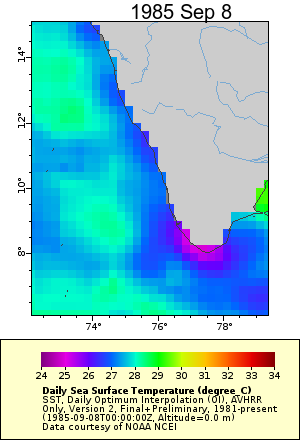 1985 Sep 8
14°
12°
10°
8°
74°
76°
78°
24 25 26 27 28 29 30 31 32 33 34
Daily Sea Surface Temperature (degree_C)
SST, Daily Optimum Interpolation (OI), AVHRR
Only, Version 2, Final+Preliminary, 1981-present
(1985-09-08T00:00:00Z, Altitude=0.0 m)
Data courtesy of NOAA NCEI